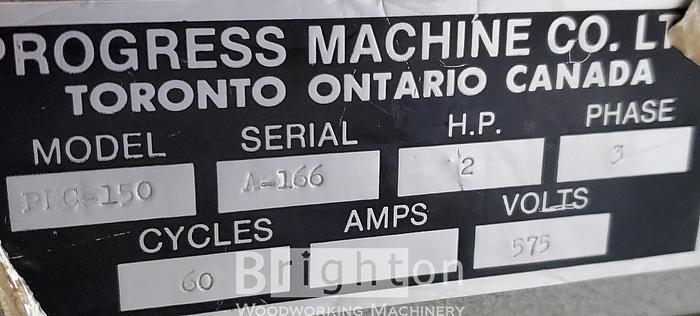 PROGRESS MACHINE CO. LT
TORONTO ONTARIO CANADA
MODEL SERIAL H.P. PHASE
A-166 2 3
CYCLES AMPS VOLTS
60 575
Brighton
WOODWORKING MACHINERY